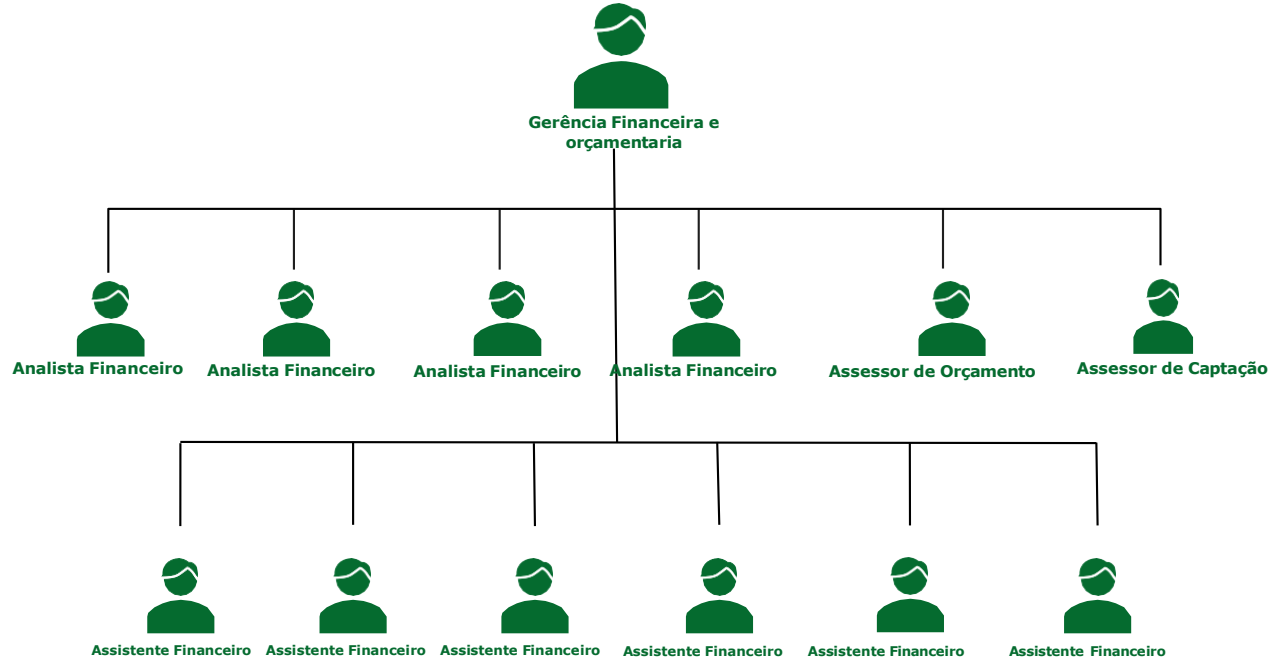 Gerência Financeira e
orçamentaria
Analista Financeiro
Analista Financeiro
Analista Financeiro
Analista Financeiro
Assessor de Orçamento
Assessor de Captação
Assistente Financeiro
Assistente Financeiro
Assistente Financeiro
Assistente Financeiro
Assistente Financeiro
Assistente Financeiro